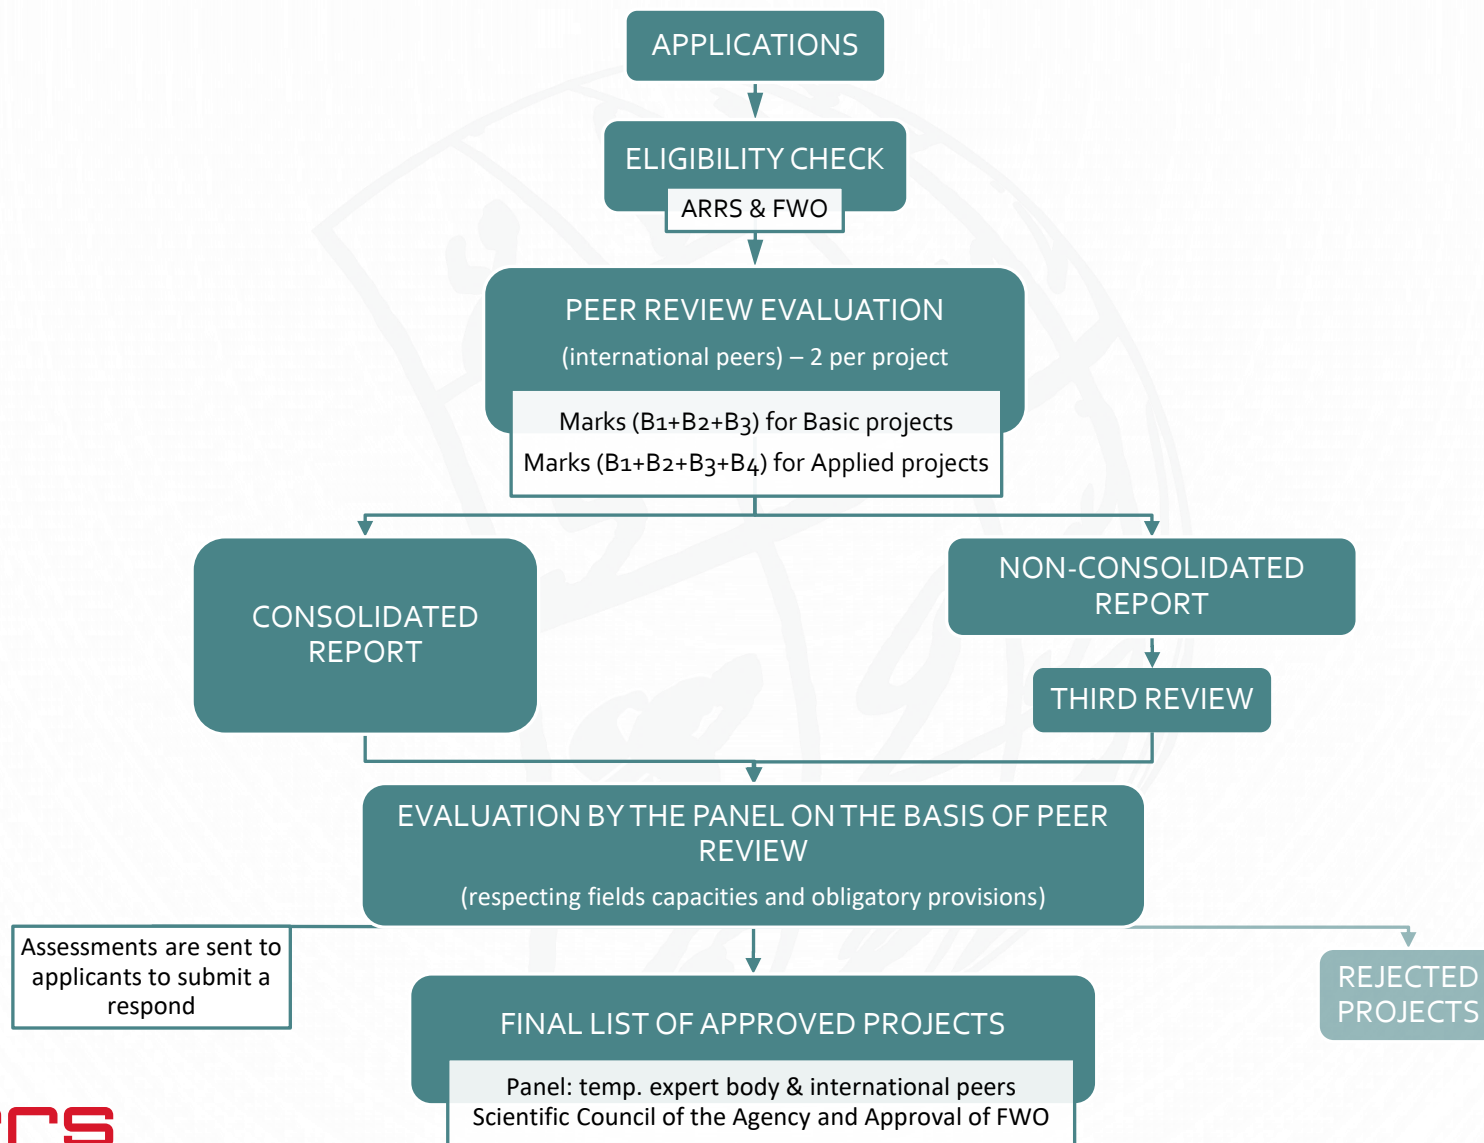 APPLICATIONS
ELIGIBILITY CHECK
ARRS & FWO
PEER REVIEW EVALUATION
(international peers) – 2 per project
Marks (B1+B2+B3) for Basic projects
Marks (B1+B2+B3+B4) for Applied projects
CONSOLIDATED
REPORT
NON-CONSOLIDATED
REPORT
THIRD REVIEW
EVALUATION BY THE PANEL ON THE BASIS OF PEER
REVIEW
(respecting fields capacities and obligatory provisions)
Assessments are sent to
applicants to submit a
respond
REJECTED
PROJECTS
FINAL LIST OF APPROVED PROJECTS
Panel: temp. expert body & international peers
Scientific Council of the Agency and Approval of FWO